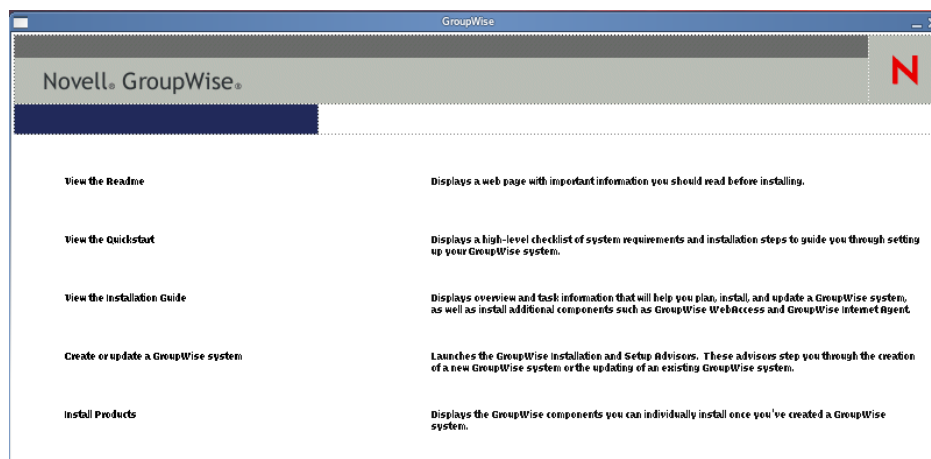 GroupWise
Novell® GroupWise®
N
View the Readme
Displays a web page with important information you should read before installing.
View the Quickstart
Displays a high-level checklist of system requirements and installation steps to guide you through setting
up your GroupWise system.
View the Installation Guide
Displays overview and task information that will help you plan, install, and update a GroupWise system,
as well as install additional components such as GroupWise WebAccess and GroupWise Internet Agent.
Create or update a GroupWise system
Launches the GroupWise Installation and Setup Advisors. These advisors step you through the creation
of a new GroupWise system or the updating of an existing GroupWise system.
Install Products
Displays the GroupWise components you can individually install once you've created a GroupWise
system.